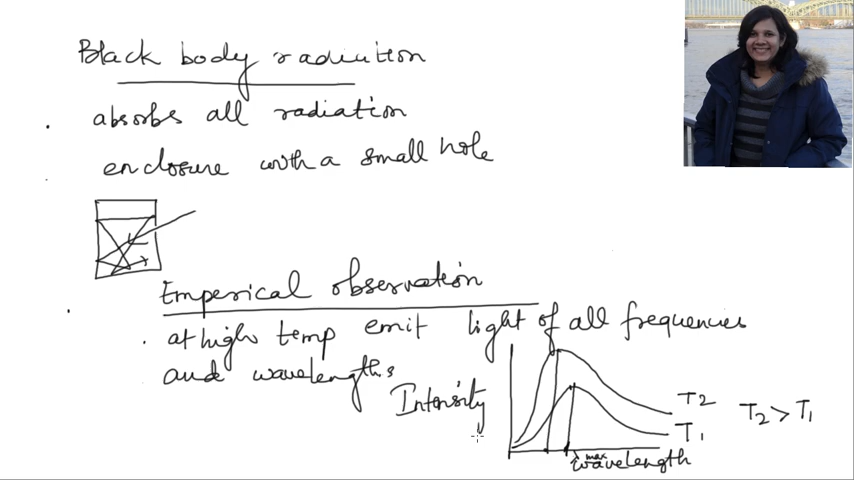 Black body radiation
absorbs all radiation
enclosure with a small hole
Emperical observation
at high temp emit light of all frequencies
and wavelengths
Intensity
T2
T1
T2 > T1
λmax
wavelength